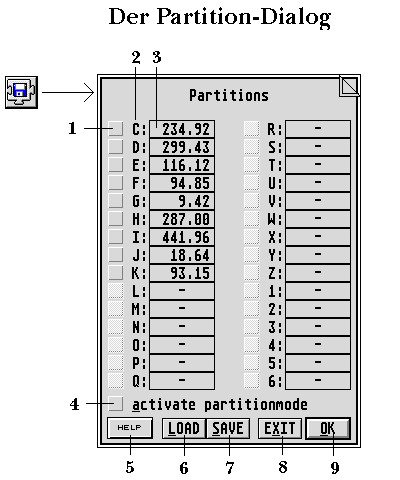 Der Partition-Dialog
2 3
Partitions
1 C: 234.92 R: -
D: 299.43 S: -
E: 116.12 T: -
F: 94.85 U: -
G: 9.42 V: -
H: 287.00 W: -
I: 441.96 X: -
J: 18.64 Y: -
K: 93.15 Z: -
L: - 1: -
M: - 2: -
N: - 3: -
O: - 4: -
P: - 5: -
Q: - 6: -
4 activate partitionmode
HELP LOAD SAVE EXIT OK
5 6 7 8 9